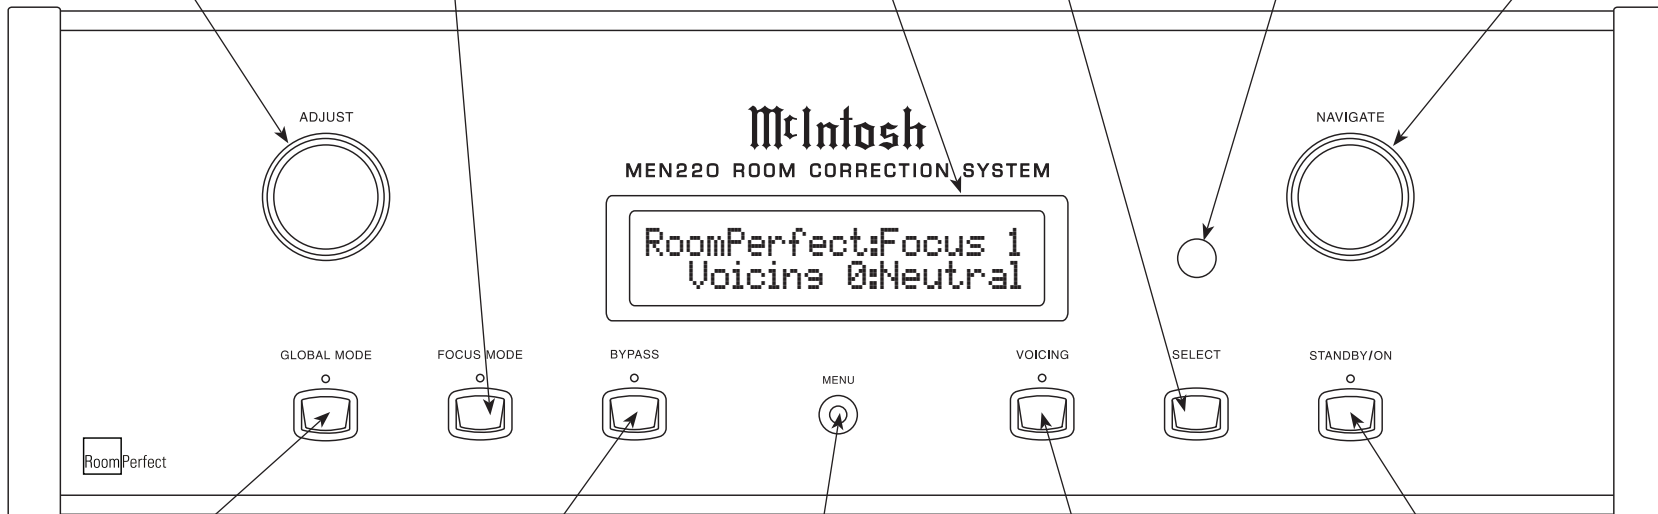 ADJUST
NAVIGATE
McIntosh
MEN220 ROOM CORRECTION SYSTEM
RoomPerfect:Focus 1
Voicing 0:Neutral
GLOBAL MODE
FOCUS MODE
BYPASS
MENU
VOICING
SELECT
STANDBY/ON
RoomPerfect